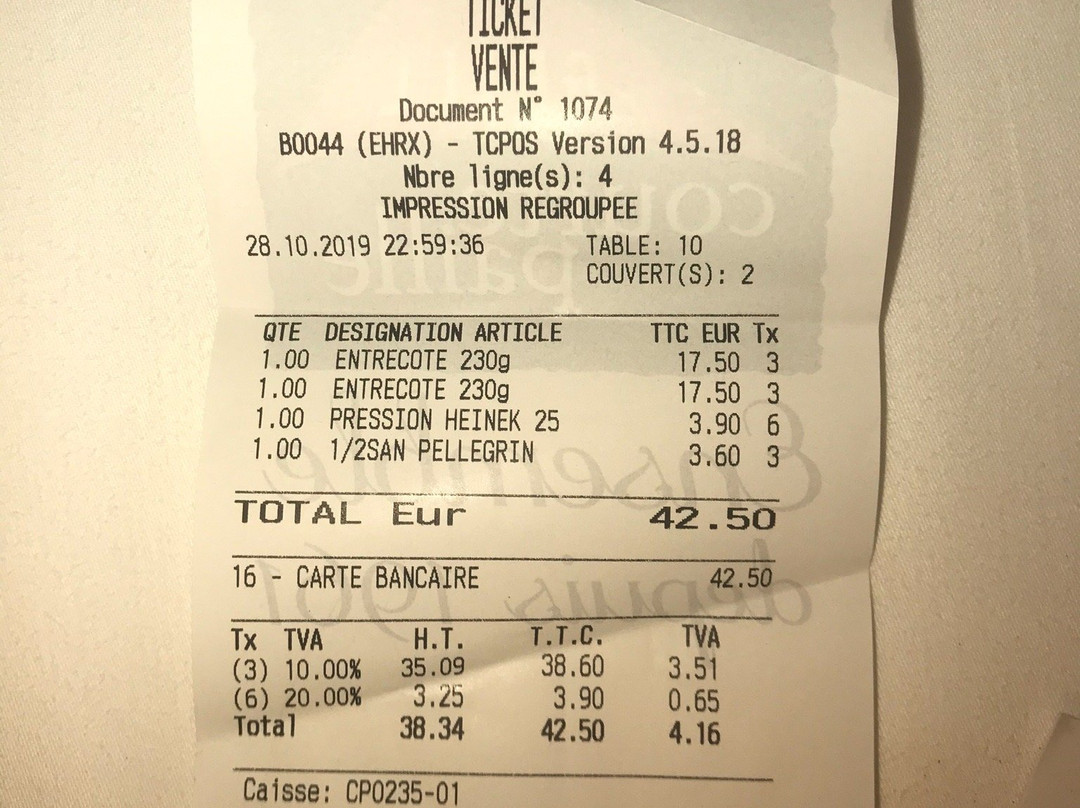 TICKET
VENTE
Document N° 1074
B0044 (EHRX) - TCPOS Version 4.5.18
Nbre ligne(s): 4
IMPRESSION REGROUPEE
28.10.2019 22:59:36 TABLE: 10
COUVERT(S): 2
QTE DESIGNATION ARTICLE TTC EUR Tx
1.00 ENTRECOTE 230g 17.50 3
1.00 ENTRECOTE 230g 17.50 3
1.00 PRESSION HEINEK 25 3.90 6
1.00 1/2SAN PELLEGRIN 3.60 3
TOTAL Eur 42.50
16 - CARTE BANCAIRE 42.50
Tx TVA H.T. T.T.C. TVA
(3) 10.00% 35.09 38.60 3.51
(6) 20.00% 3.25 3.90 0.65
Total 38.34 42.50 4.16
Caisse: CP0235-01
Ensemble
depuis 1961